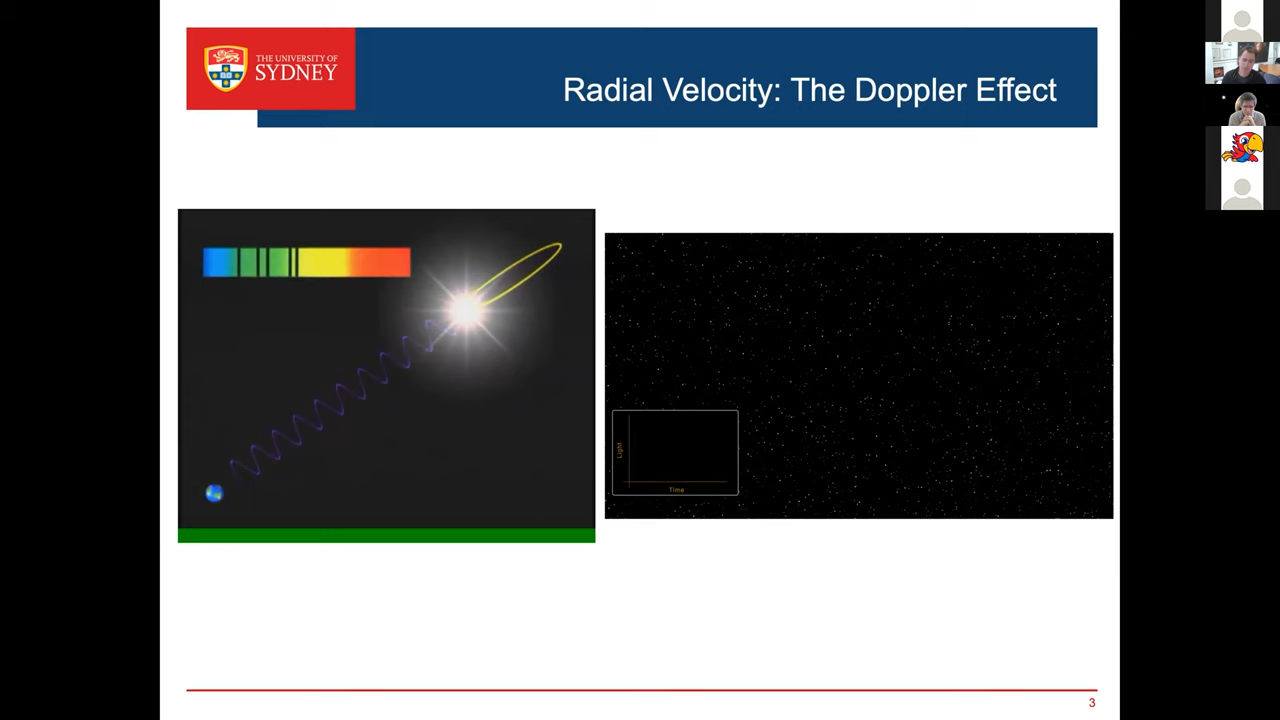 THE UNIVERSITY OF
SYDNEY
Radial Velocity: The Doppler Effect
Light
Time
3